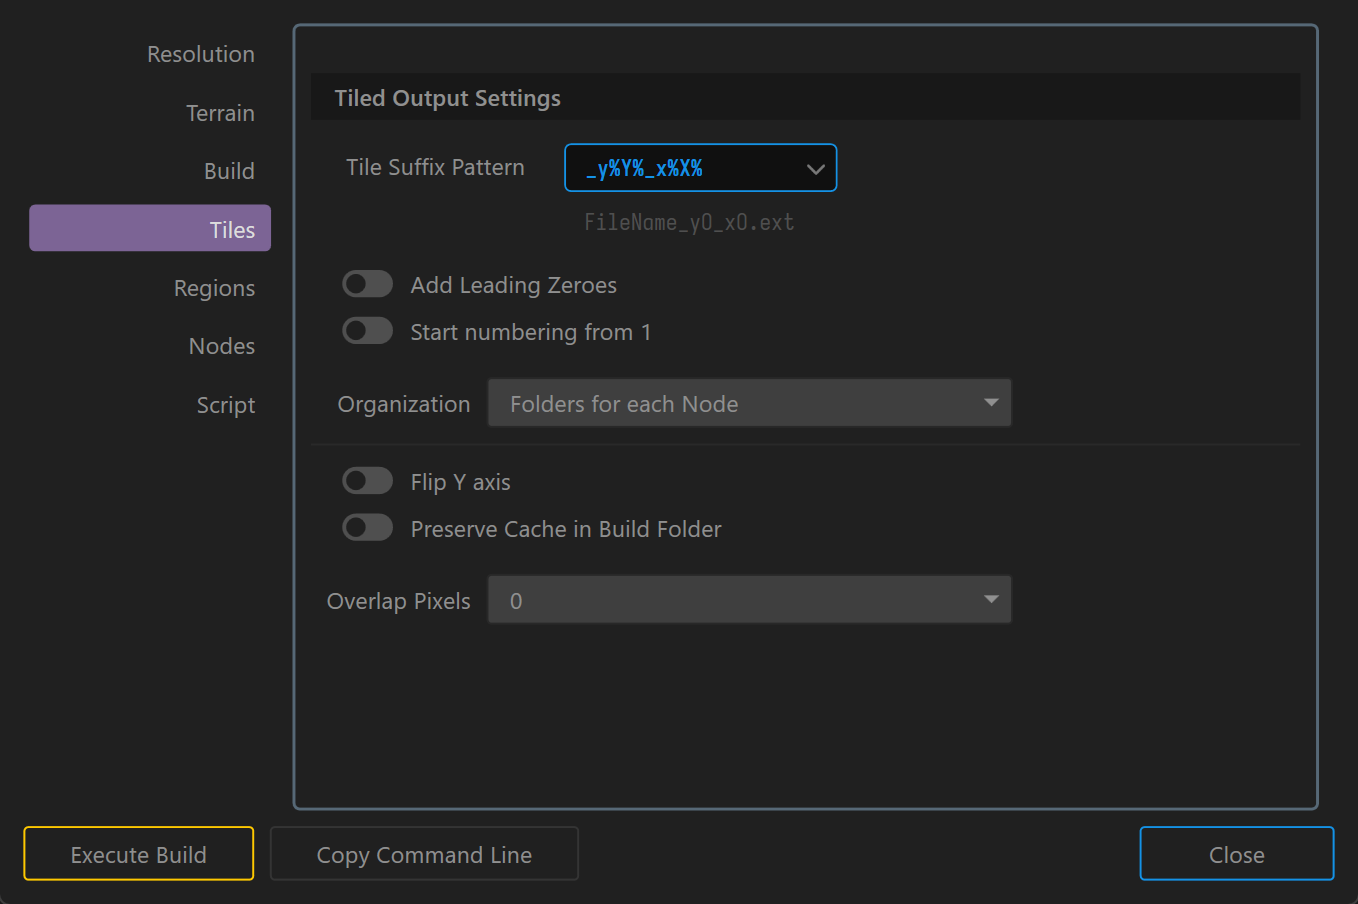 Resolution
Terrain
Build
Tiles
Regions
Nodes
Script
Tiled Output Settings
Tile Suffix Pattern _y%Y%_x%X%
FileName_y0_x0.ext
Add Leading Zeroes
Start numbering from 1
Organization Folders for each Node
Flip Y axis
Preserve Cache in Build Folder
Overlap Pixels 0
Execute Build Copy Command Line Close